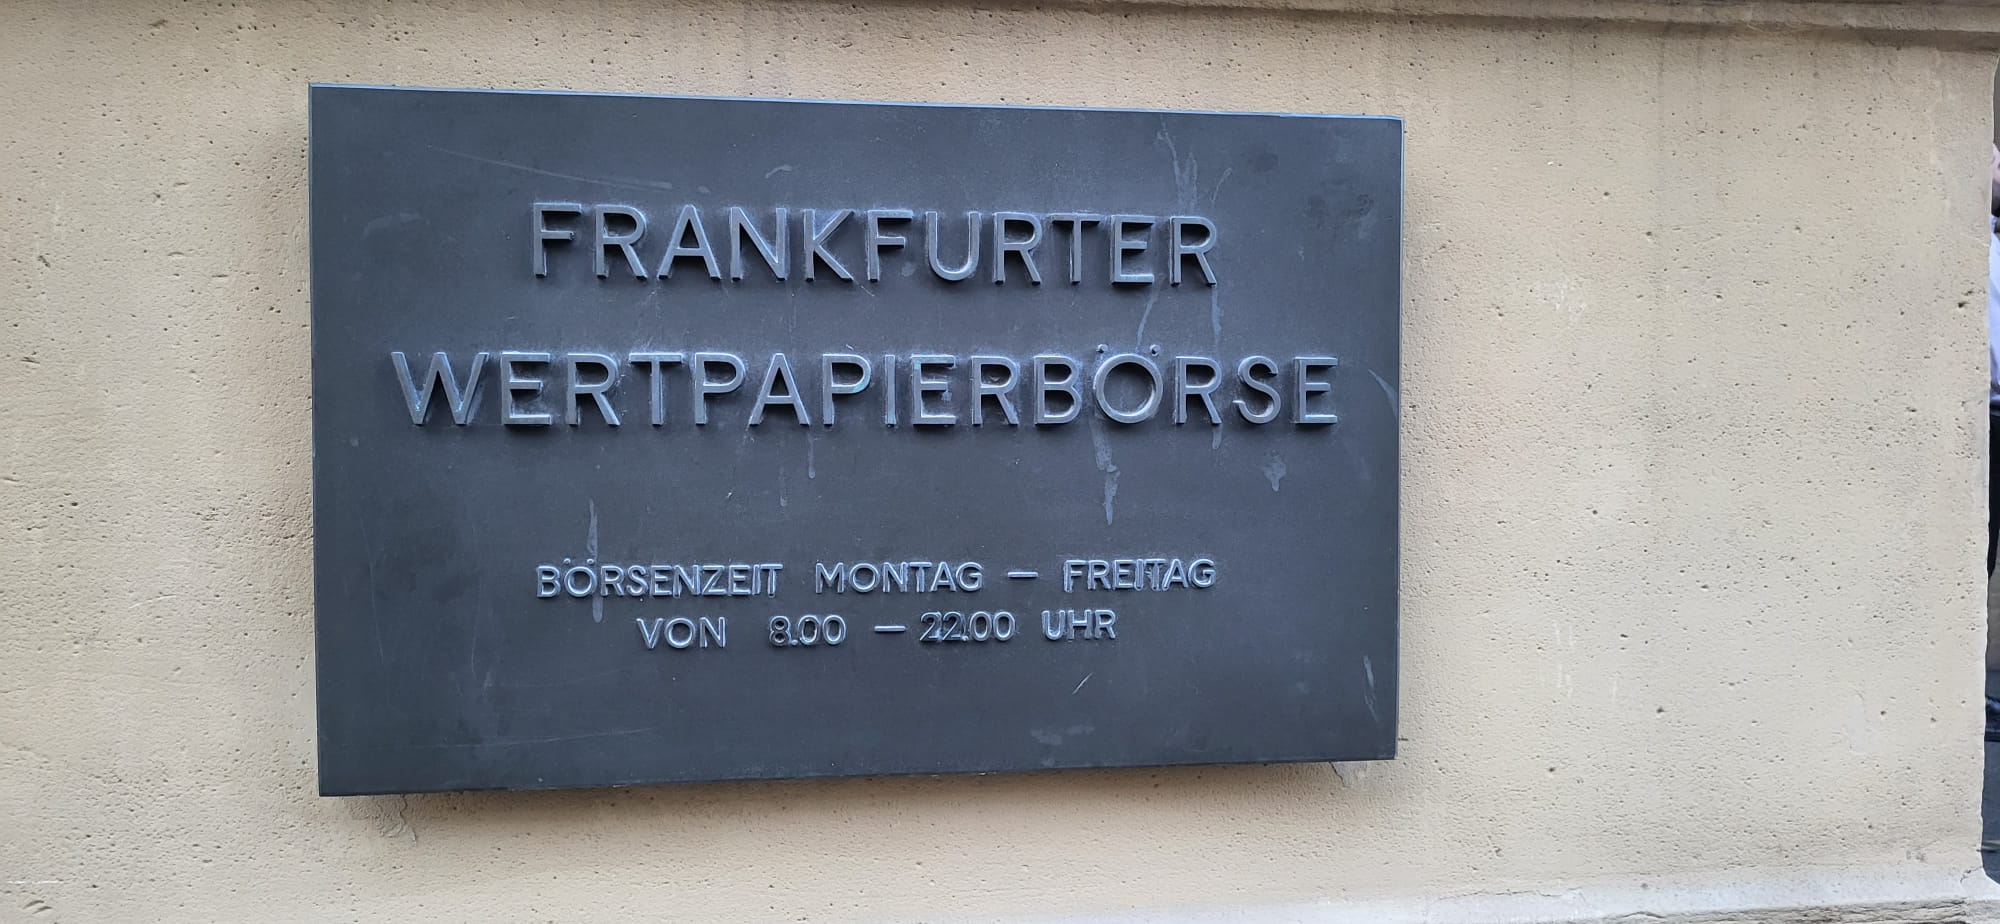 FRANKFURTER
WERTPAPIERBÖRSE
BÖRSENZEIT MONTAG — FREITAG
VON 8.00 — 22.00 UHR